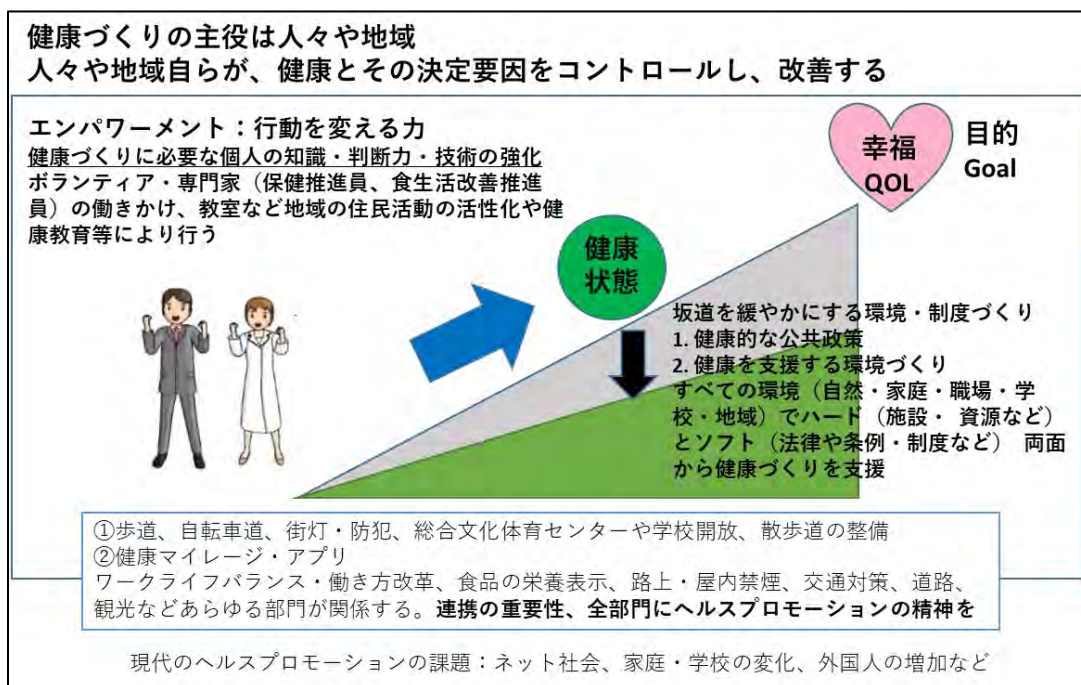 健康づくりの主役は人々や地域
人々や地域自らが、健康とその決定要因をコントロールし、改善する
エンパワーメント：行動を変える力
健康づくりに必要な個人の知識・判断力・技術の強化
ボランティア・専門家（保健推進員、食生活改善推進
員）の働きかけ、教室など地域の住民活動の活性化や健
康教育等により行う
幸福
QOL
目的
Goal
健康
状態
坂道を緩やかにする環境・制度づくり
1. 健康的な公共政策
2. 健康を支援する環境づくり
すべての環境（自然・家庭・職場・学
校・地域）でハード（施設・ 資源など）
とソフト（法律や条例・制度など） 両面
から健康づくりを支援
①歩道、自転車道、街灯・防犯、総合文化体育センターや学校開放、散歩道の整備
②健康マイレージ・アプリ
ワークライフバランス・働き方改革、食品の栄養表示、路上・屋内禁煙、交通対策、道路、
観光などあらゆる部門が関係する。連携の重要性、全部門にヘルスプロモーションの精神を
現代のヘルスプロモーションの課題：ネット社会、家庭・学校の変化、外国人の増加など